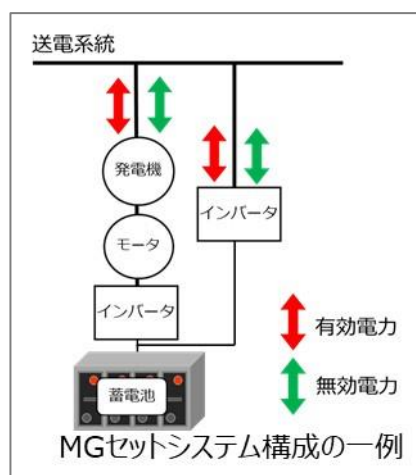 送電系統
発電機
インバータ
モータ
インバータ
有効電力
蓄電池
無効電力
MGセットシステム構成の一例